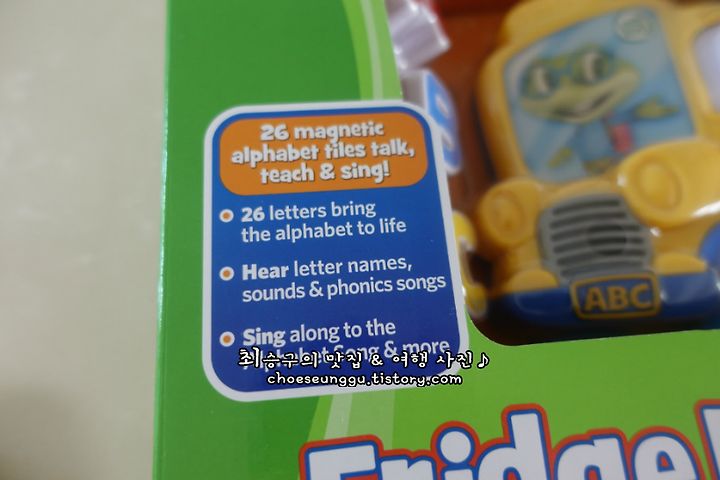 26 magnetic
alphabet tiles talk,
teach & sing!
26 letters bring
the alphabet to life
Hear letter names,
sounds & phonics songs
Sing along to the
Song & more
최승구의 맛집 & 여행 사진♪
choeseunggu.tistory.com
ABC
Fridge